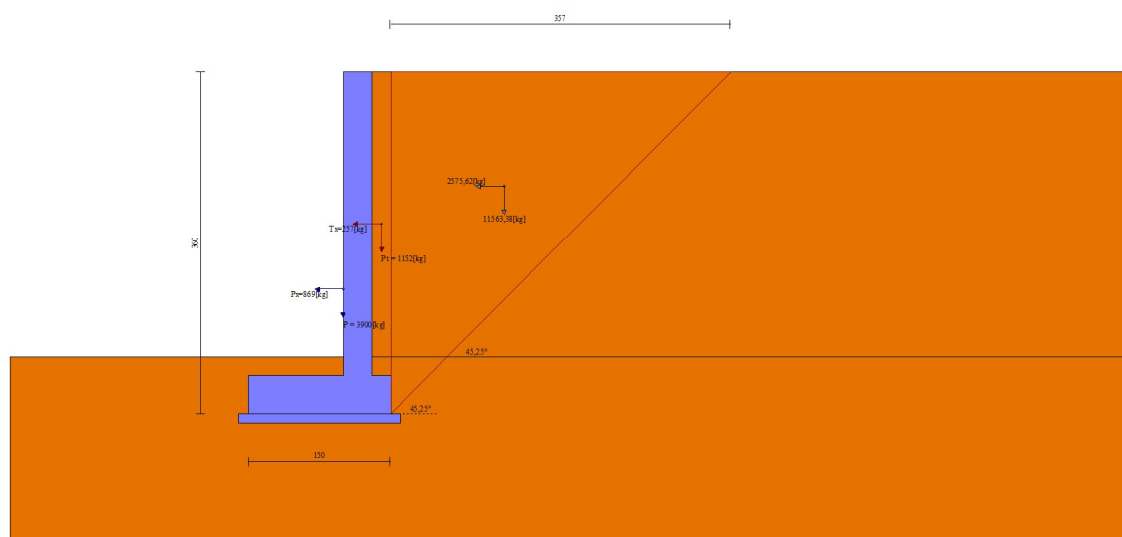 357
2575,62[kg]
11563,38[kg]
Tx=257[kg]
Pt = 1152[kg]
360
Px=869[kg]
P = 3900[kg]
45,25°
45,25°
150